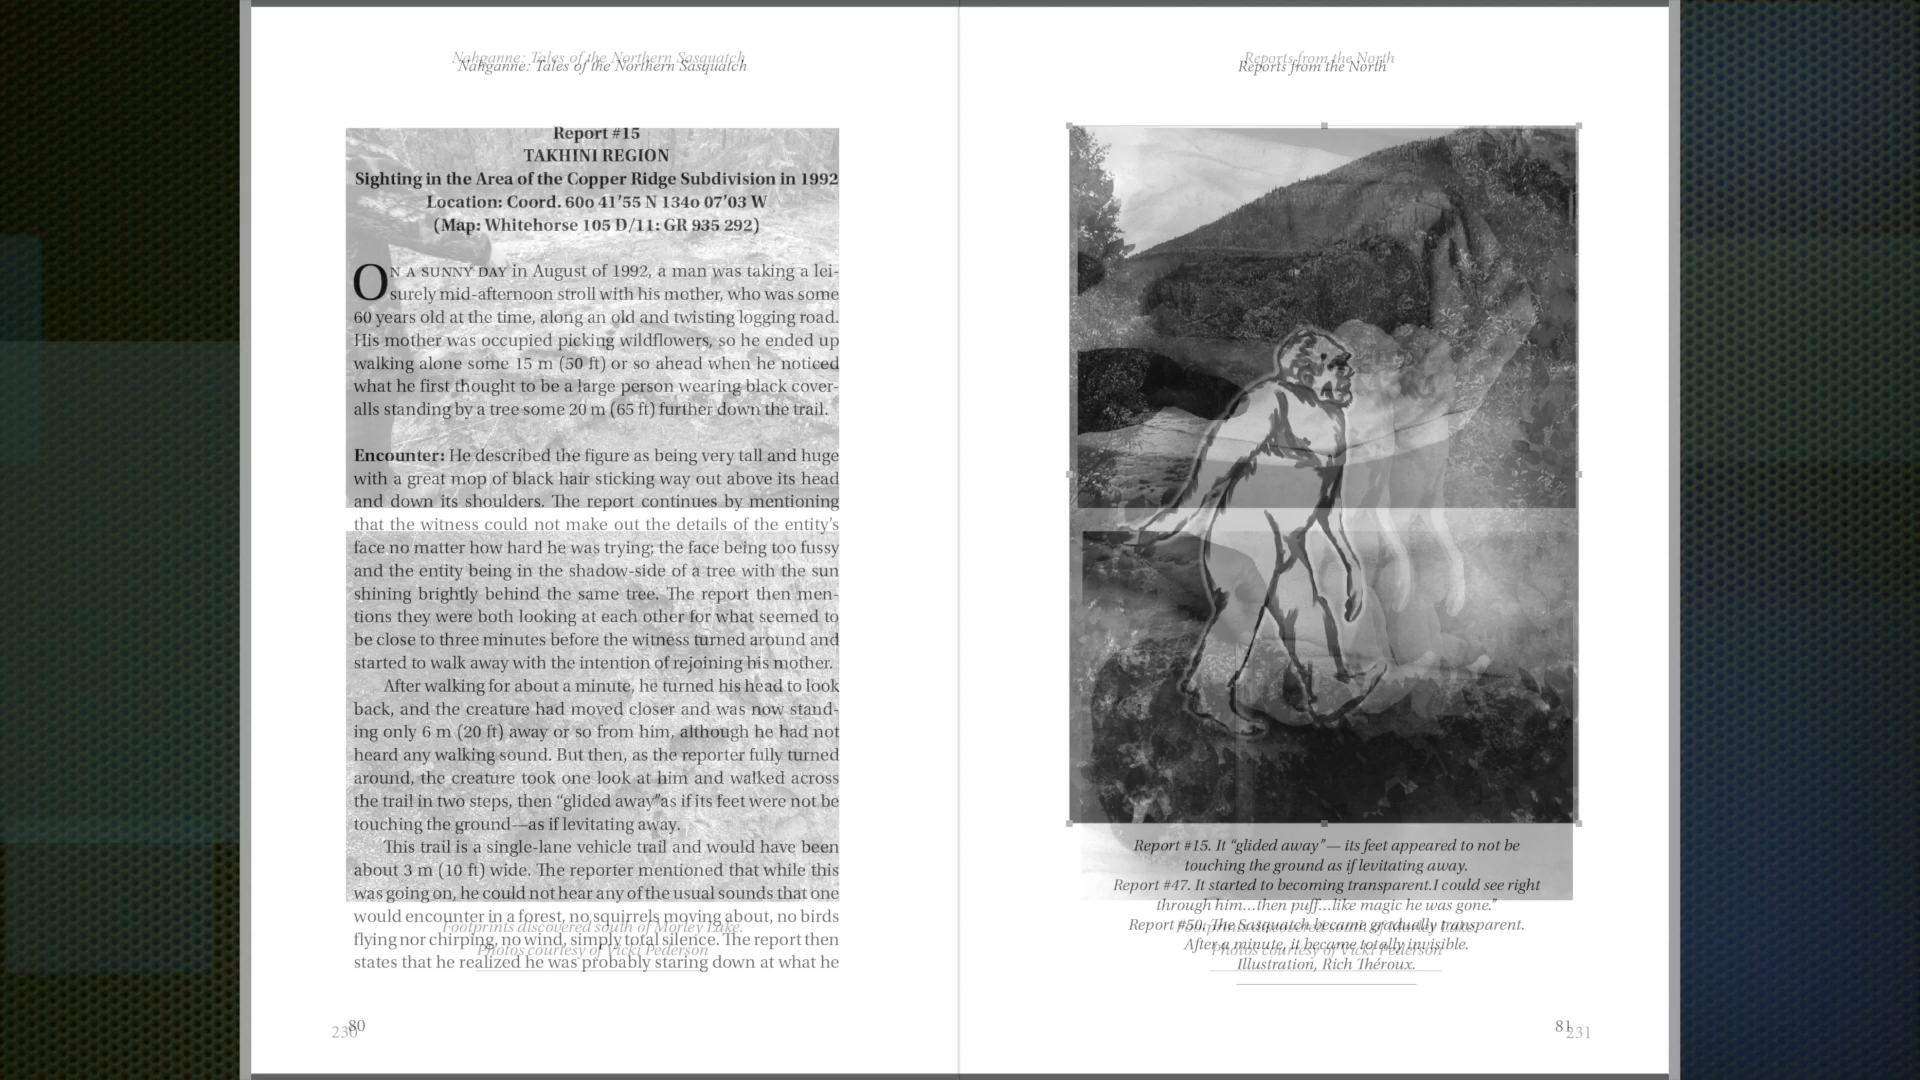 Nahganne: Tales of the Northern Sasquatch
Nahganne: Tales of the Northern Sasquatch
Report #15
TAKHINI REGION
Sighting in the Area of the Copper Ridge Subdivision in 1992
Location: Coord. 60o 41'55 N 134o 07'03 W
(Map: Whitehorse 105 D/11: GR 935 292)
ON A SUNNY DAY in August of 1992, a man was taking a lei-
surely mid-afternoon stroll with his mother, who was some
60 years old at the time, along an old and twisting logging road.
His mother was occupied picking wildflowers, so he ended up
walking alone some 15 m (50 ft) or so ahead when he noticed
what he first thought to be a large person wearing black cover-
alls standing by a tree some 20 m (65 ft) further down the trail.
Encounter: He described the figure as being very tall and huge
with a great mop of black hair sticking way out above its head
and down its shoulders. The report continues by mentioning
that the witness could not make out the details of the entity's
face no matter how hard he was trying; the face being too fussy
and the entity being in the shadow-side of a tree with the sun
shining brightly behind the same tree. The report then men-
tions they were both looking at each other for what seemed to
be close to three minutes before the witness turned around and
started to walk away with the intention of rejoining his mother.
After walking for about a minute, he turned his head to look
back, and the creature had moved closer and was now stand-
ing only 6 m (20 ft) away or so from him, although he had not
heard any walking sound. But then, as the reporter fully turned
around, the creature took one look at him and walked across
the trail in two steps, then “glided away”as if its feet were not be
touching the ground—as if levitating away.
This trail is a single-lane vehicle trail and would have been
about 3 m (10 ft) wide. The reporter mentioned that while this
was going on, he could not hear any of the usual sounds that one
would encounter in a forest, no squirrels moving about, no birds
flying nor chirping, no wind, simply total silence. The report then
states that he realized he was probably staring down at what he
Footprints discovered south of Morley Lake.
Photos courtesy of Vicki Pederson
80
230
Reports from the North
Reports from the North
Report #15. It “glided away”— its feet appeared to not be
touching the ground as if levitating away.
Report #47. It started to becoming transparent.I could see right
through him...then puff...like magic he was gone.”
Report #50. The Sasquatch became gradually transparent.
After a minute, it became totally invisible.
Illustration, Rich Théroux.
Photos courtesy of Vicki Pederson
81
231